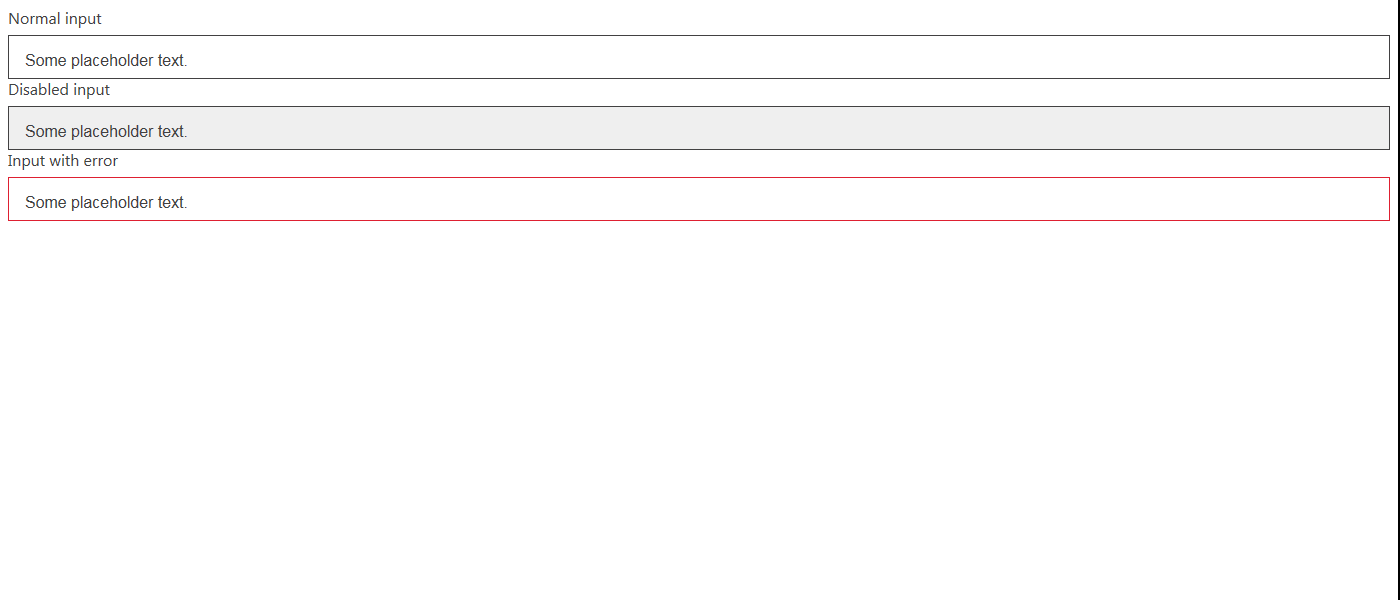 Normal input
Some placeholder text.
Disabled input
Some placeholder text.
Input with error
Some placeholder text.